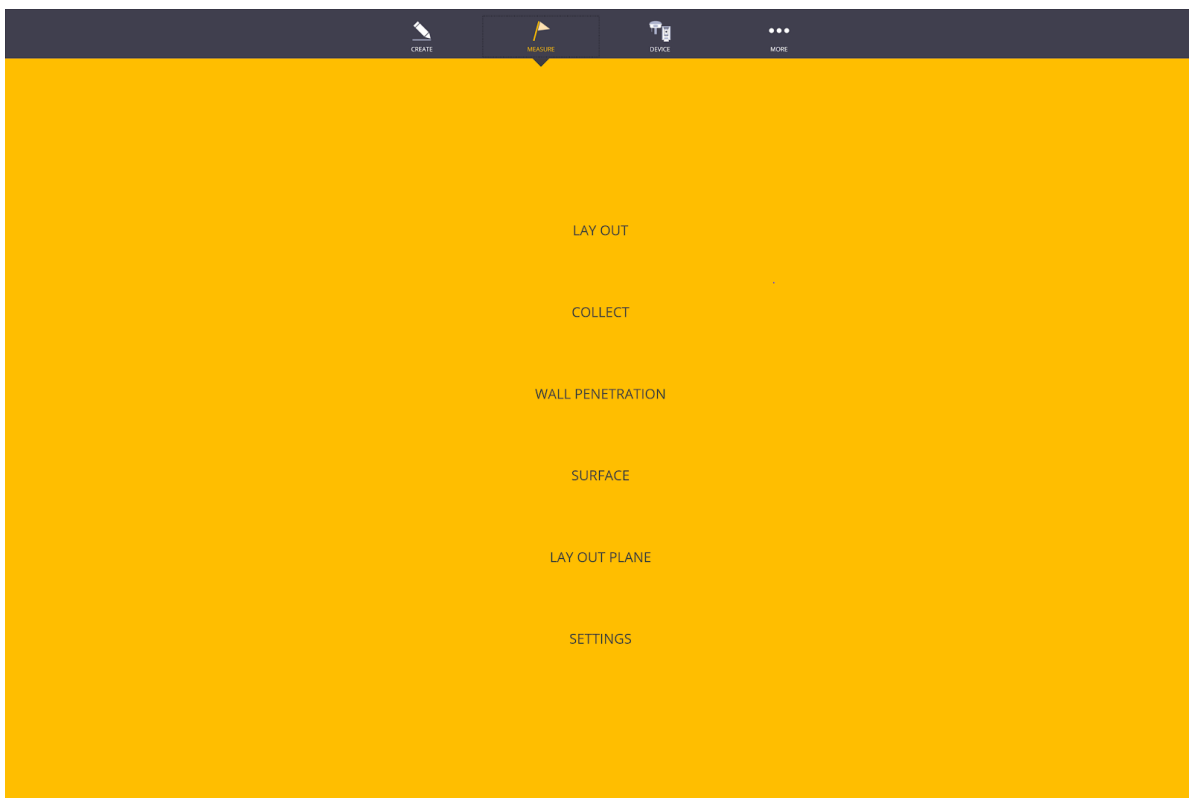 CREATE
MEASURE
DEVICE
MORE
LAY OUT
COLLECT
WALL PENETRATION
SURFACE
LAY OUT PLANE
SETTINGS